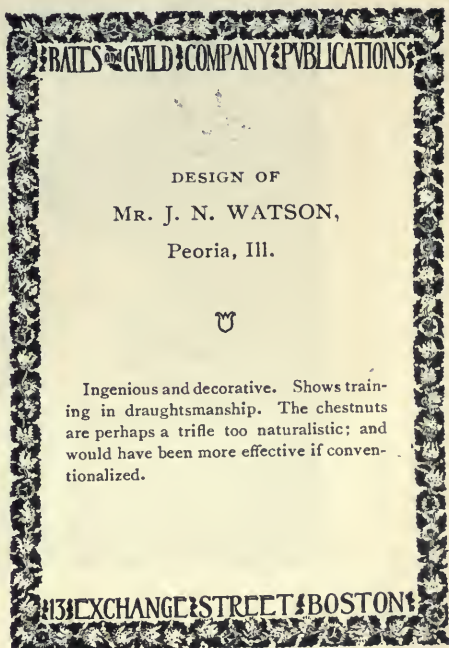 BATES and GVILD COMPANY PVBLICATIONS
DESIGN OF
MR. J. N. WATSON,
Peoria, Ill.
Ingenious and decorative. Shows train-
ing in draughtsmanship. The chestnuts
are perhaps a trifle too naturalistic; and
would have been more effective if conven-
tionalized.
13 EXCHANGE STREET BOSTON